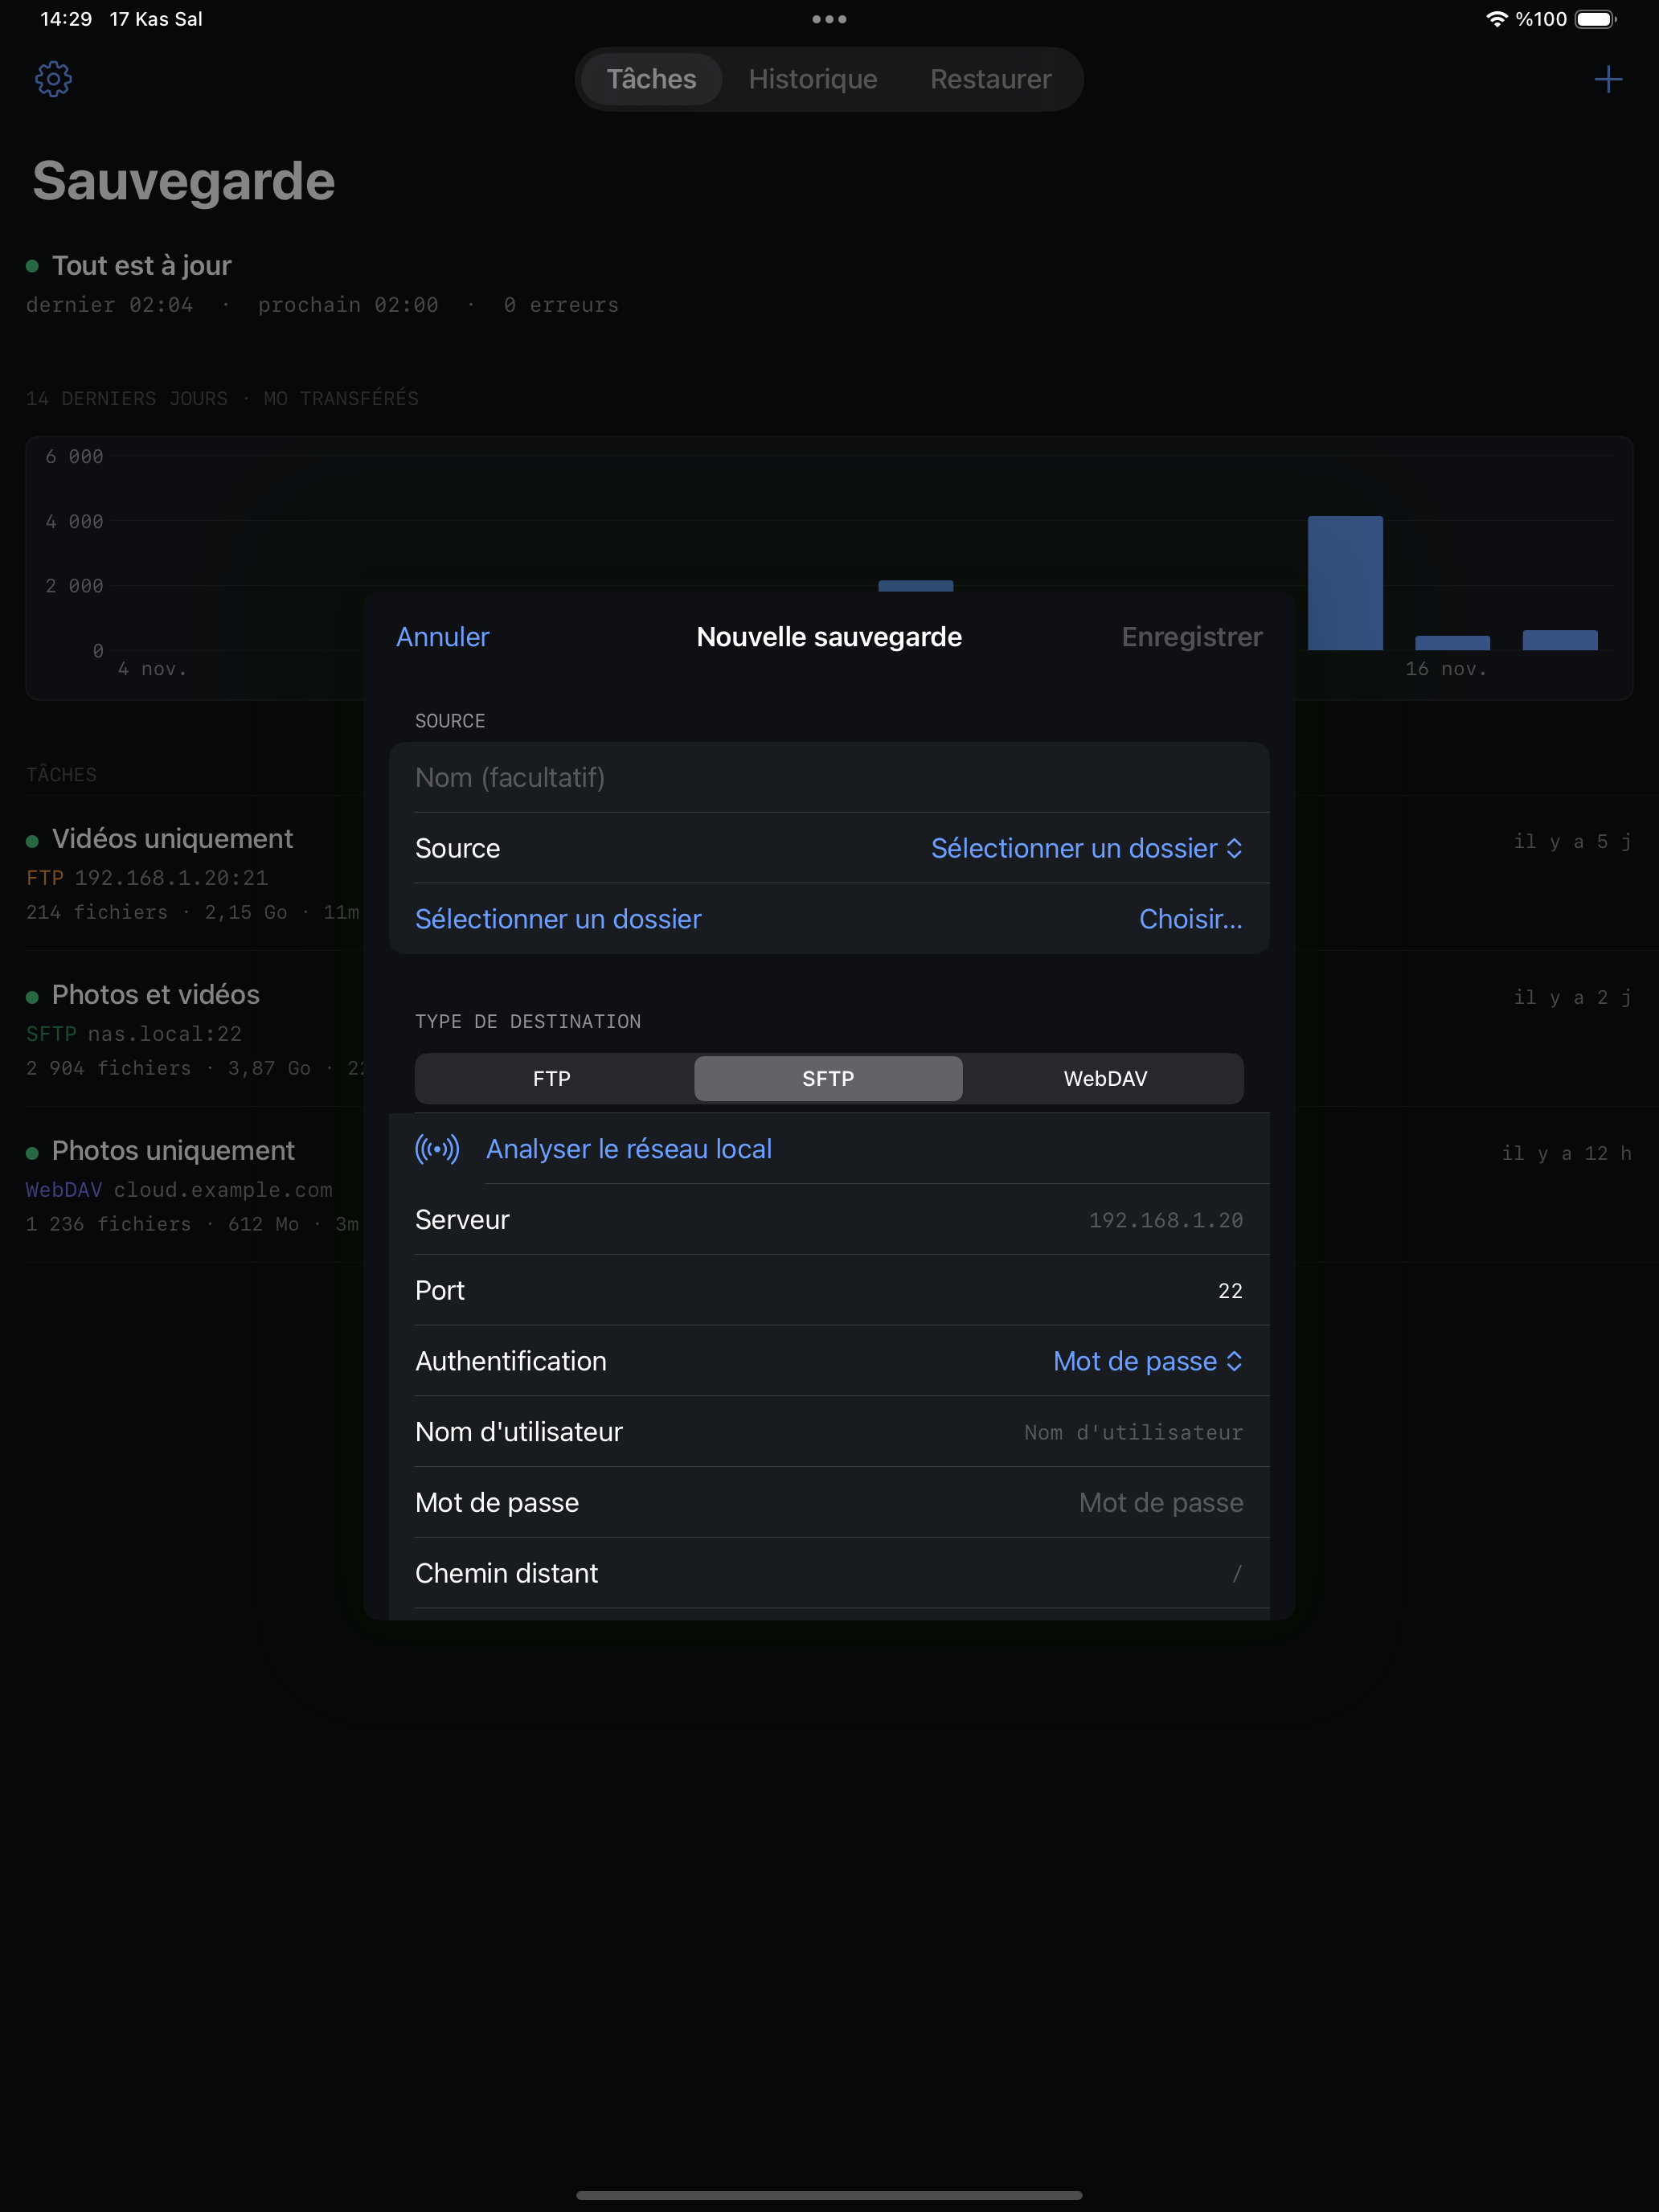 14:29 17 Kas Sal
%100
Tâches Historique Restaurer
Sauvegarde
Tout est à jour
dernier 02:04 · prochain 02:00 · 0 erreurs
14 DERNIERS JOURS · MO TRANSFÉRÉS
6 000
4 000
2 000
0
4 nov.
16 nov.
TÂCHES
Vidéos uniquement
il y a 5 j
FTP 192.168.1.20:21
214 fichiers · 2,15 Go · 11m
Photos et vidéos
il y a 2 j
SFTP nas.local:22
2 904 fichiers · 3,87 Go ·
Photos uniquement
il y a 12 h
WebDAV cloud.example.com
1 236 fichiers · 612 Mo · 3m
Annuler Nouvelle sauvegarde Enregistrer
SOURCE
Nom (facultatif)
Source Sélectionner un dossier
Sélectionner un dossier Choisir...
TYPE DE DESTINATION
FTP SFTP WebDAV
Analyser le réseau local
Serveur 192.168.1.20
Port 22
Authentification Mot de passe
Nom d'utilisateur Nom d'utilisateur
Mot de passe Mot de passe
Chemin distant /